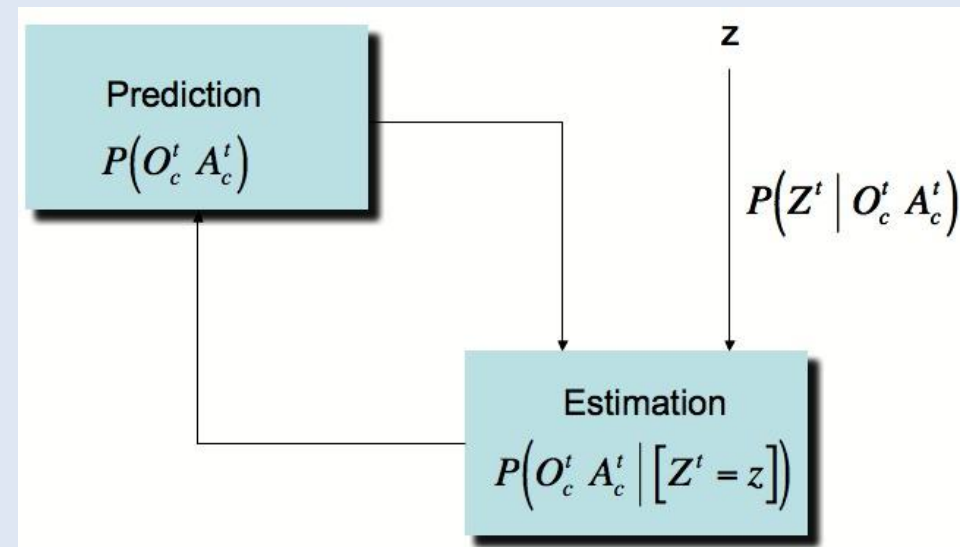 Prediction
P(O_c^t A_c^t)
z
P(Z^t | O_c^t A_c^t)
Estimation
P(O_c^t A_c^t | [Z^t = z])